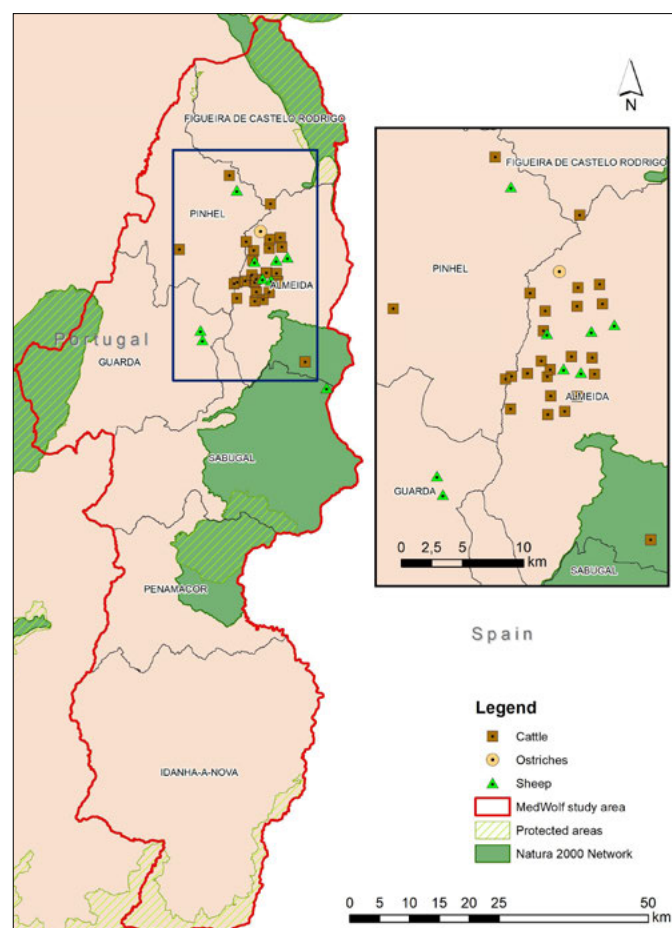 FIGUEIRA DE CASTELO RODRIGO
PINHEL
ALMEIDA
Portugal
GUARDA
SABUGAL
PENAMACOR
IDANHA-A-NOVA
N
FIGUEIRA DE CASTELO RODRIGO
PINHEL
ALMEIDA
GUARDA
0 2,5 5 10
km
SABUGAL
Spain
Legend
Cattle
Ostriches
Sheep
MedWolf study area
Protected areas
Natura 2000 Network
0 5 10 15 20 25 50
km